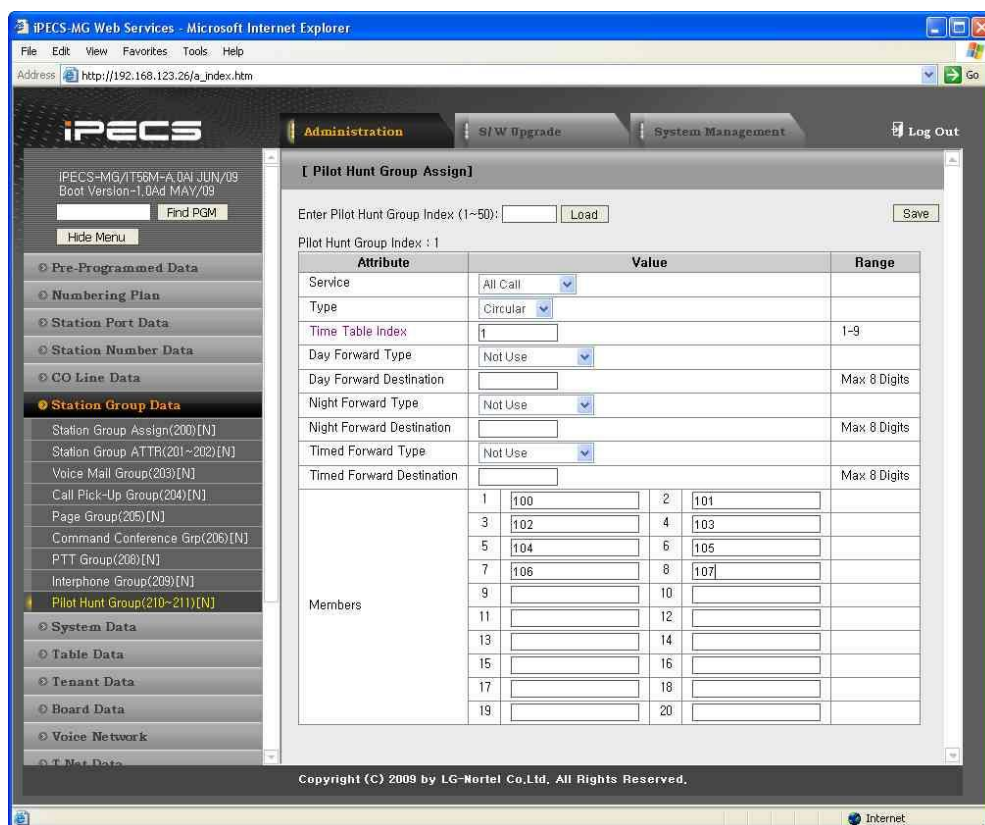 iPECS-MG Web Services - Microsoft Internet Explorer
File Edit View Favorites Tools Help
Address http://192.168.123.26/a_index.htm Go
iPECS Administration S/W Upgrade System Management Log Out
iPECS-MG/IT56M-A.0Ai JUN/09
Boot Version-1.0Ad MAY/09
Find PGM
Hide Menu
Pre-Programmed Data
Numbering Plan
Station Port Data
Station Number Data
CO Line Data
Station Group Data
Station Group Assign(200)[N]
Station Group ATTR(201~202)[N]
Voice Mail Group(203)[N]
Call Pick-Up Group(204)[N]
Page Group(205)[N]
Command Conference Grp(206)[N]
PTT Group(208)[N]
Interphone Group(209)[N]
Pilot Hunt Group(210~211)[N]
System Data
Table Data
Tenant Data
Board Data
Voice Network
T-Net Data
[ Pilot Hunt Group Assign]
Enter Pilot Hunt Group Index (1~50): Load Save
Pilot Hunt Group Index : 1
Attribute Value Range
Service All Call
Type Circular
Time Table Index 1 1-9
Day Forward Type Not Use
Day Forward Destination Max 8 Digits
Night Forward Type Not Use
Night Forward Destination Max 8 Digits
Timed Forward Type Not Use
Timed Forward Destination Max 8 Digits
Members
1 100 2 101
3 102 4 103
5 104 6 105
7 106 8 107
9 10
11 12
13 14
15 16
17 18
19 20
Copyright (C) 2009 by LG-Nortel Co.Ltd. All Rights Reserved.
Internet